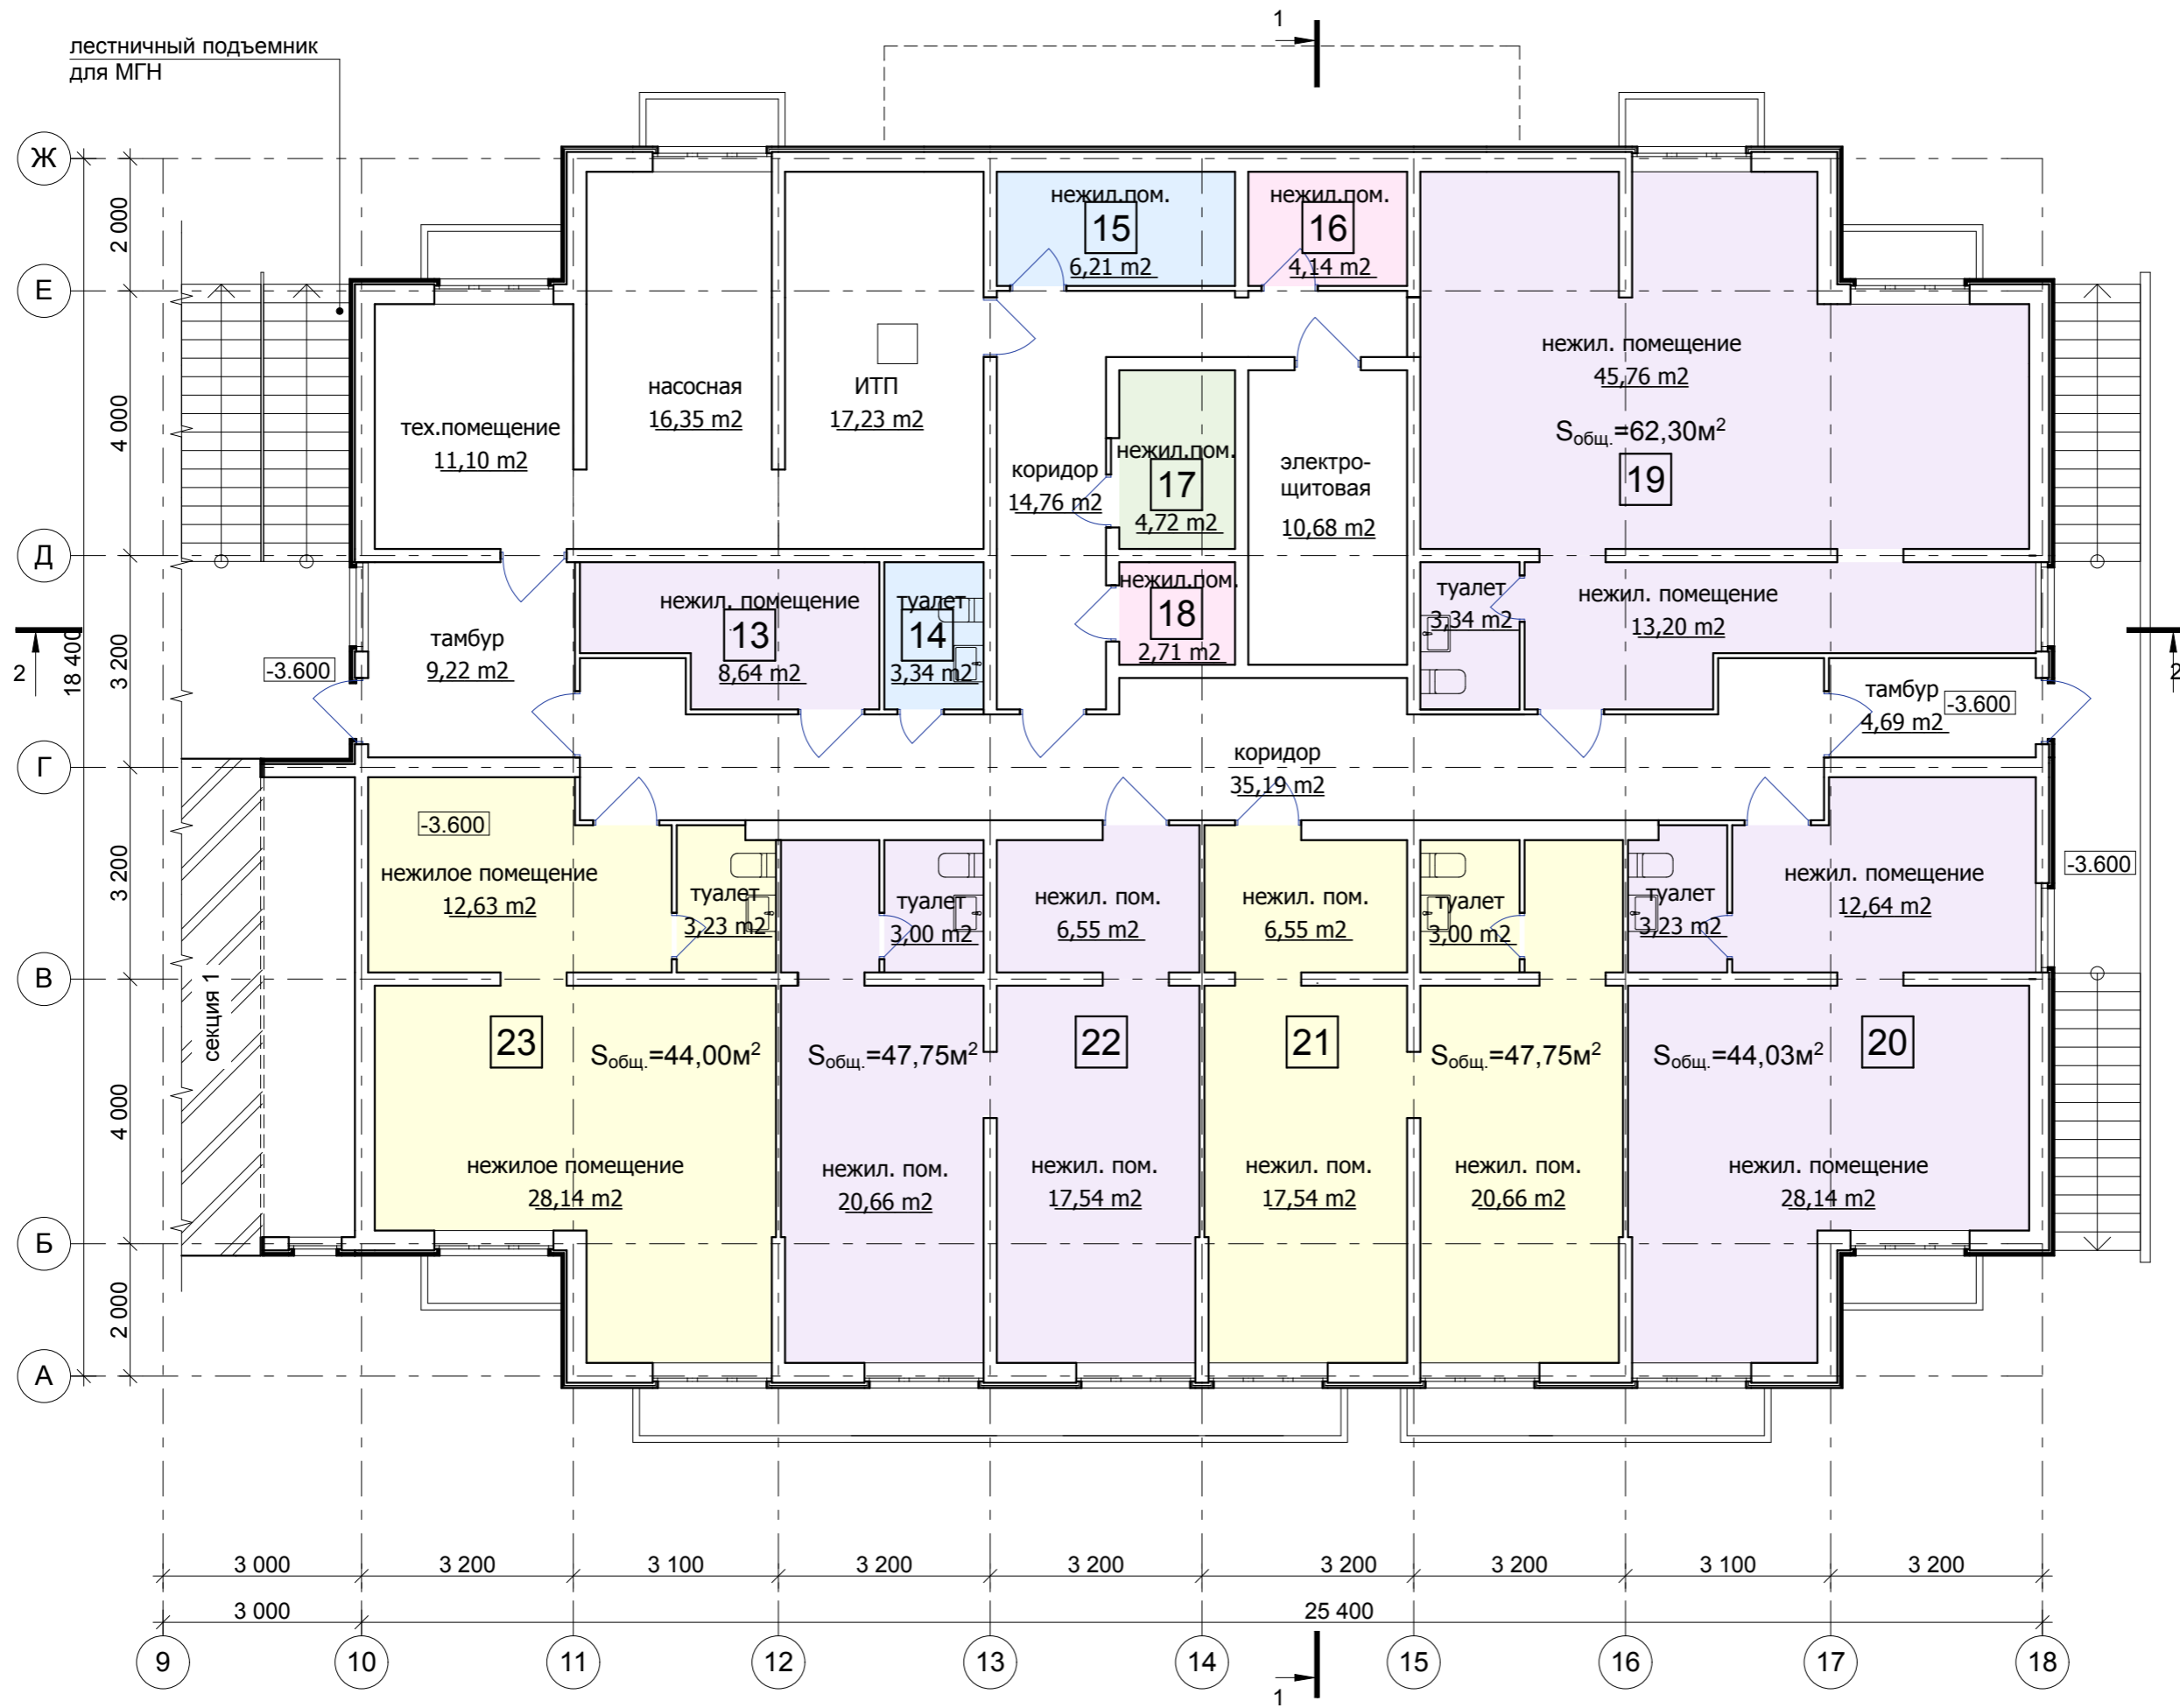 1
лестничный подъемник
для МГН
Ж
2 000
нежил.пом.
15
6,21 m2
нежил.пом.
16
4,14 m2
Е
4 000
тех.помещение
11,10 m2
насосная
16,35 m2
ИТП
17,23 m2
коридор
14,76 m2
нежил.пом.
17
4,72 m2
электро-
щитовая
10,68 m2
нежил. помещение
45,76 m2
Sобщ.=62,30м²
19
Д
18 400
3 200
2
-3.600
тамбур
9,22 m2
нежил. помещение
13
8,64 m2
туалет
14
3,34 m2
нежил.пом.
18
2,71 m2
туалет
3,34 m2
нежил. помещение
13,20 m2
тамбур
4,69 m2
-3.600
2
Г
коридор
35,19 m2
3 200
-3.600
нежилое помещение
12,63 m2
туалет
3,23 m2
туалет
3,00 m2
нежил. пом.
6,55 m2
нежил. пом.
6,55 m2
туалет
3,00 m2
туалет
3,23 m2
нежил. помещение
12,64 m2
-3.600
В
секция 1
4 000
23
Sобщ.=44,00м²
Sобщ.=47,75м²
22
21
Sобщ.=47,75м²
Sобщ.=44,03м²
20
нежилое помещение
28,14 m2
нежил. пом.
20,66 m2
нежил. пом.
17,54 m2
нежил. пом.
17,54 m2
нежил. пом.
20,66 m2
нежил. помещение
28,14 m2
Б
2 000
А
3 000 3 200 3 100 3 200 3 200 3 200 3 200 3 100 3 200
3 000 25 400
9 10 11 12 13 14 15 16 17 18
1